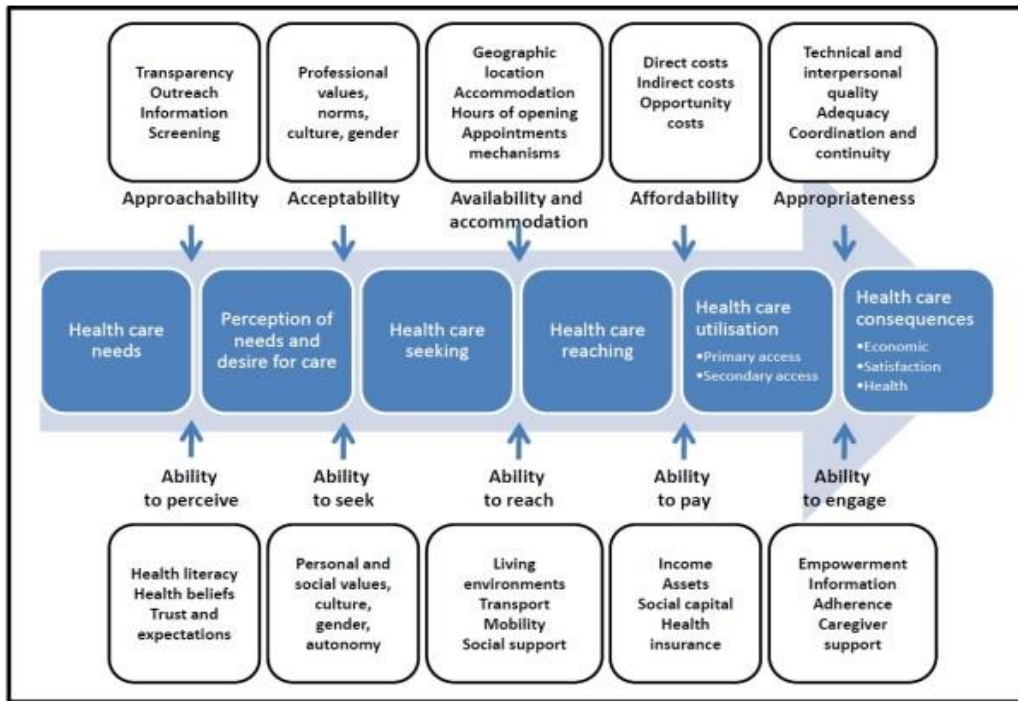 Transparency
Outreach
Information
Screening
Professional
values,
norms,
culture, gender
Geographic
location
Accommodation
Hours of opening
Appointments
mechanisms
Direct costs
Indirect costs
Opportunity
costs
Technical and
interpersonal
quality
Adequacy
Coordination and
continuity
Approachability
Acceptability
Availability and
accommodation
Affordability
Appropriateness
Health care
needs
Perception of
needs and
desire for care
Health care
seeking
Health care
reaching
Health care
utilisation
•Primary access
•Secondary access
Health care
consequences
•Economic
•Satisfaction
•Health
Ability
to perceive
Ability
to seek
Ability
to reach
Ability
to pay
Ability
to engage
Health literacy
Health beliefs
Trust and
expectations
Personal and
social values,
culture,
gender,
autonomy
Living
environments
Transport
Mobility
Social support
Income
Assets
Social capital
Health
insurance
Empowerment
Information
Adherence
Caregiver
support